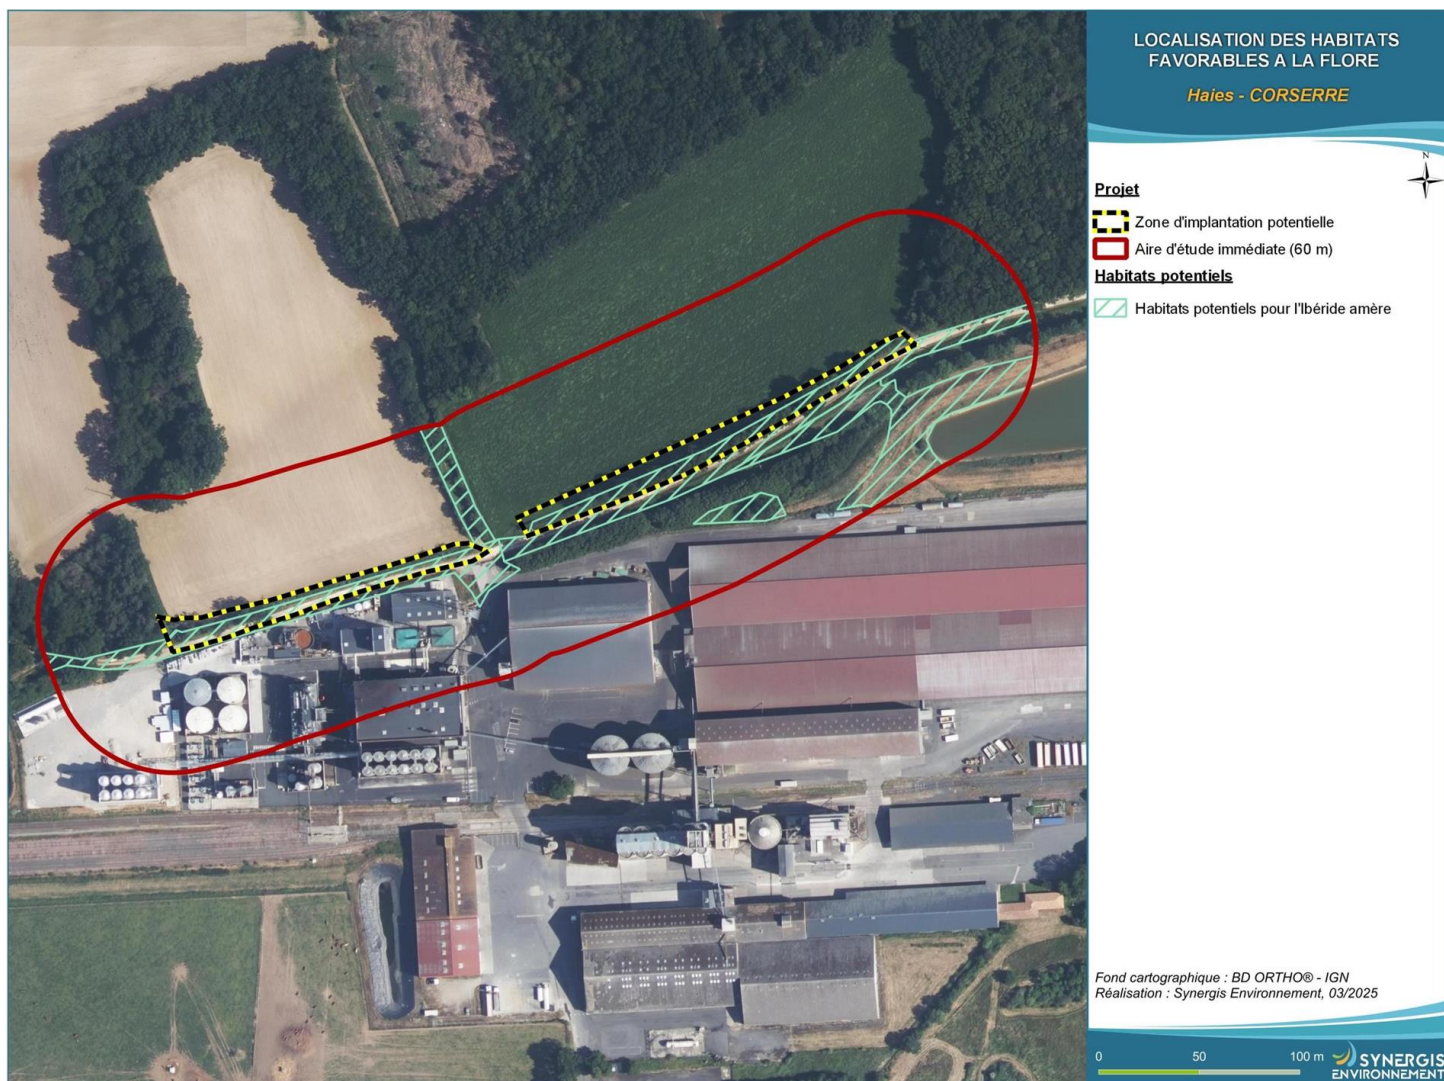 LOCALISATION DES HABITATS
FAVORABLES A LA FLORE
Haies - CORSERRE
N
Projet
Zone d'implantation potentielle
Aire d'étude immédiate (60 m)
Habitats potentiels
Habitats potentiels pour l'Ibéride amère
Fond cartographique : BD ORTHO® - IGN
Réalisation : Synergis Environnement, 03/2025
0 50 100 m
SYNERGIS
ENVIRONNEMENT